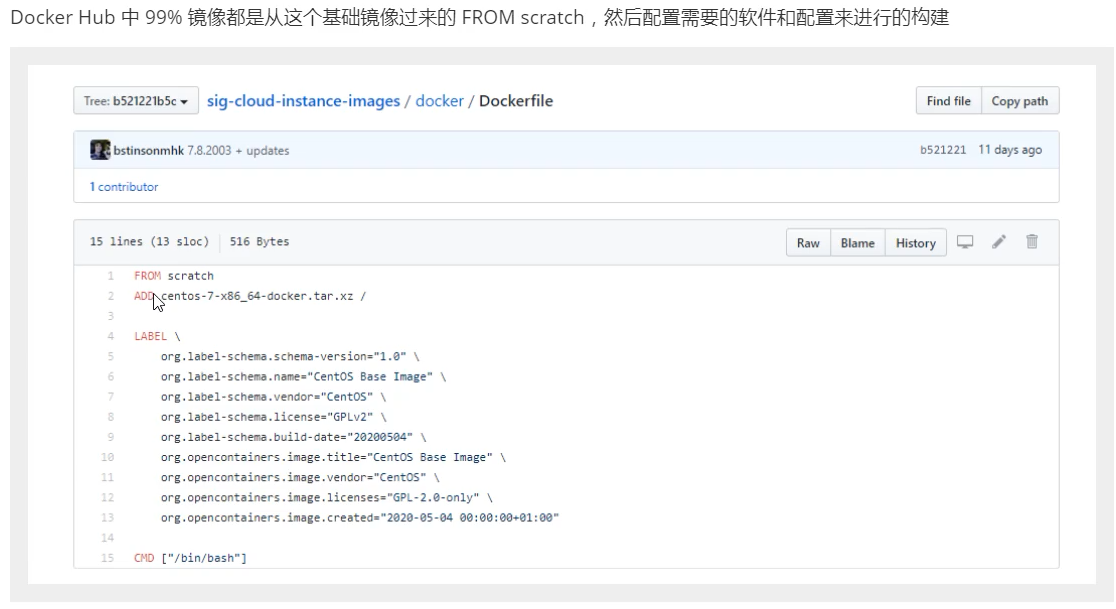 Docker Hub 中 99% 镜像都是从这个基础镜像过来的 FROM scratch，然后配置需要的软件和配置来进行的构建
Tree: b521221b5c sig-cloud-instance-images / docker / Dockerfile Find file Copy path
bstinsonmhk 7.8.2003 + updates b521221 11 days ago
1 contributor
15 lines (13 sloc) 516 Bytes Raw Blame History
1 FROM scratch
2 ADD centos-7-x86_64-docker.tar.xz /
3
4 LABEL \
5 org.label-schema.schema-version="1.0" \
6 org.label-schema.name="CentOS Base Image" \
7 org.label-schema.vendor="CentOS" \
8 org.label-schema.license="GPLv2" \
9 org.label-schema.build-date="20200504" \
10 org.opencontainers.image.title="CentOS Base Image" \
11 org.opencontainers.image.vendor="CentOS" \
12 org.opencontainers.image.licenses="GPL-2.0-only" \
13 org.opencontainers.image.created="2020-05-04 00:00:00+01:00"
14
15 CMD ["/bin/bash"]